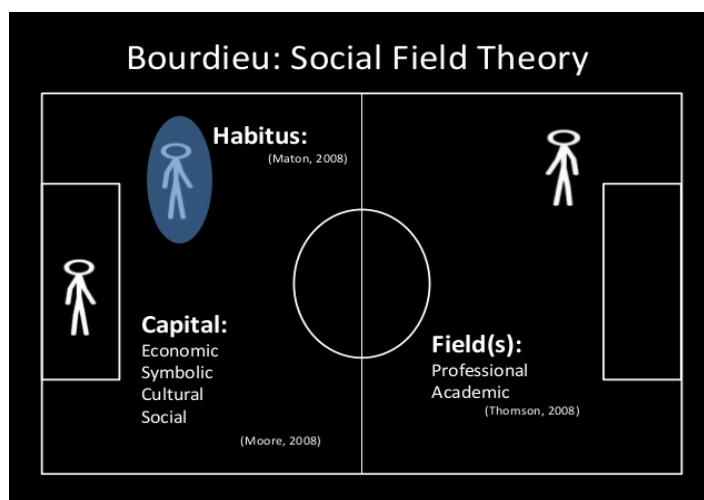 Bourdieu: Social Field Theory
Habitus:
(Maton, 2008)
Capital:
Economic
Symbolic
Cultural
Social
(Moore, 2008)
Field(s):
Professional
Academic
(Thomson, 2008)